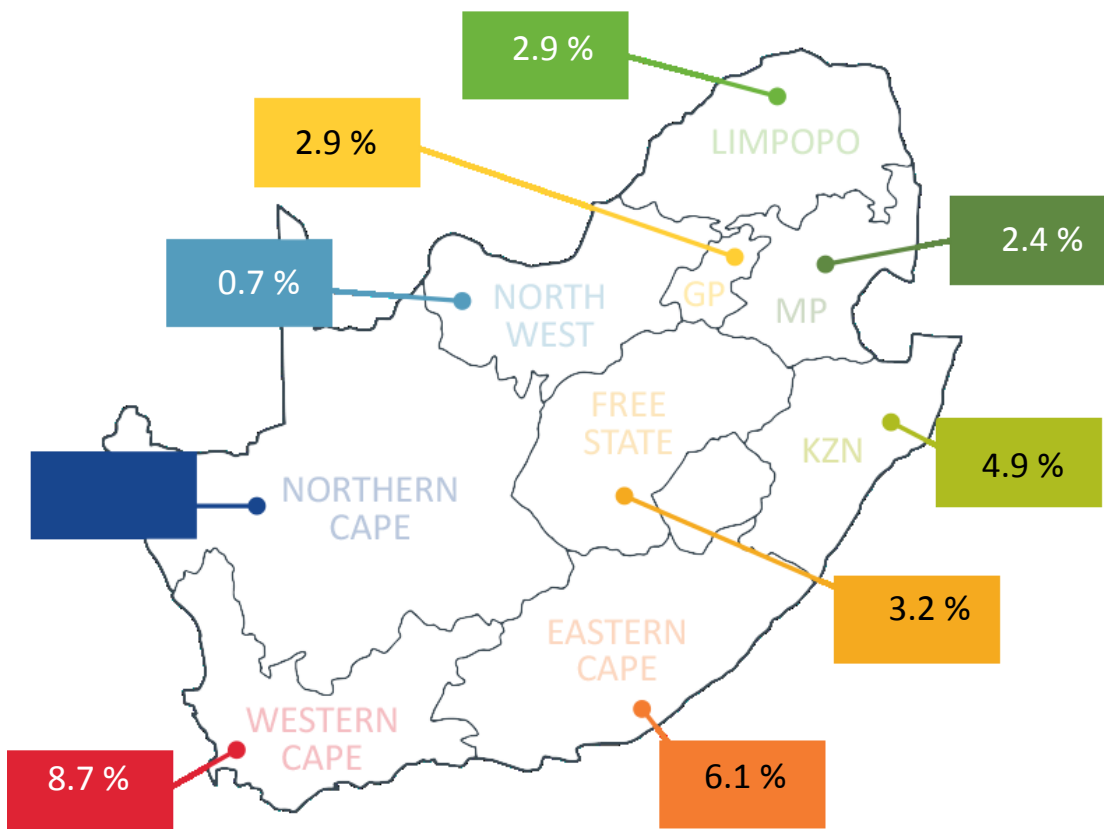 2.9 %
LIMPOPO
2.9 %
2.4 %
0.7 %
NORTH
WEST
GP
MP
FREE
STATE
KZN
4.9 %
NORTHERN
CAPE
3.2 %
EASTERN
CAPE
WESTERN
CAPE
8.7 %
6.1 %